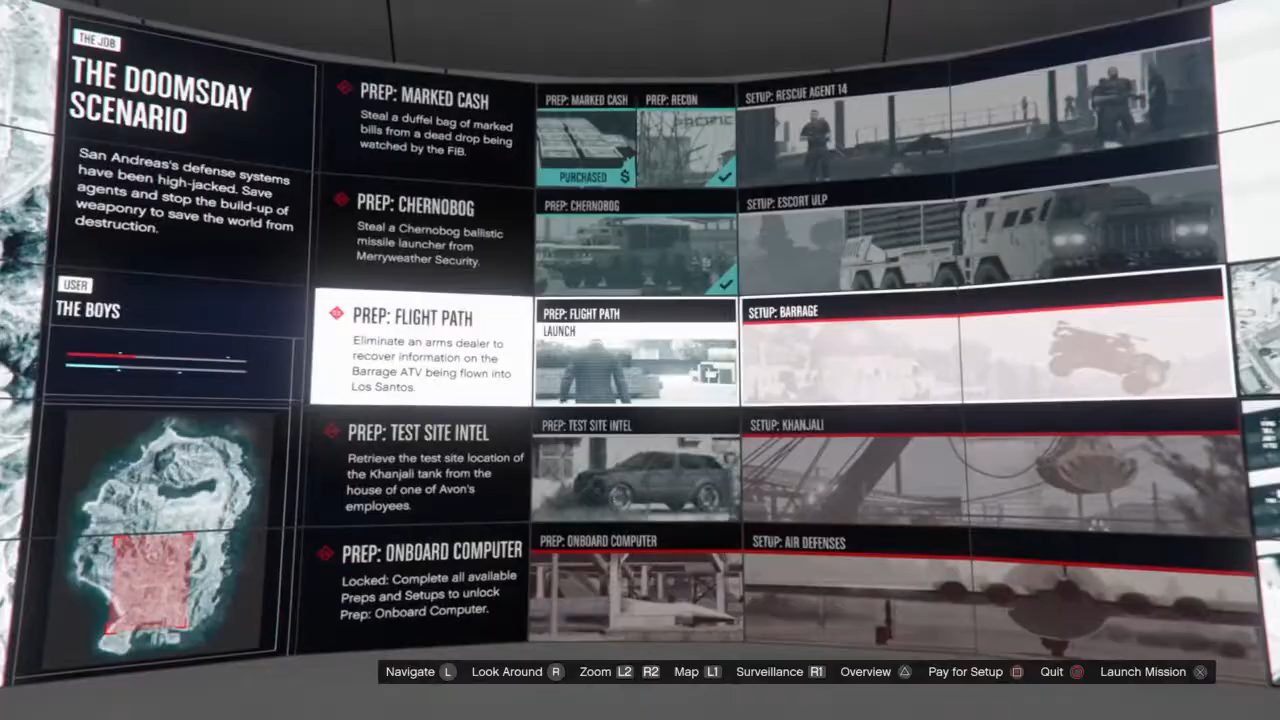 THE JOB
THE DOOMSDAY
SCENARIO
San Andreas's defense systems
have been high-jacked. Save
agents and stop the build-up of
weaponry to save the world from
destruction.
USER
THE BOYS
PREP: MARKED CASH
Steal a duffel bag of marked
bills from a dead drop being
watched by the FIB.
PREP: CHERNOBOG
Steal a Chernobog ballistic
missile launcher from
Merryweather Security.
PREP: FLIGHT PATH
Eliminate an arms dealer to
recover information on the
Barrage ATV being flown into
Los Santos.
PREP: TEST SITE INTEL
Retrieve the test site location of
the Khanjali tank from the
house of one of Avon's
employees.
PREP: ONBOARD COMPUTER
Locked: Complete all available
Preps and Setups to unlock
Prep: Onboard Computer.
PREP: MARKED CASH
PURCHASED $
PREP: RECON
PACIFIC
SETUP: RESCUE AGENT 14
PREP: CHERNOBOG
SETUP: ESCORT ULP
PREP: FLIGHT PATH
LAUNCH
SETUP: BARRAGE
PREP: TEST SITE INTEL
SETUP: KHANJALI
PREP: ONBOARD COMPUTER
SETUP: AIR DEFENSES
Navigate L Look Around R Zoom L2 R2 Map L1 Surveillance R1 Overview Pay for Setup Quit Launch Mission